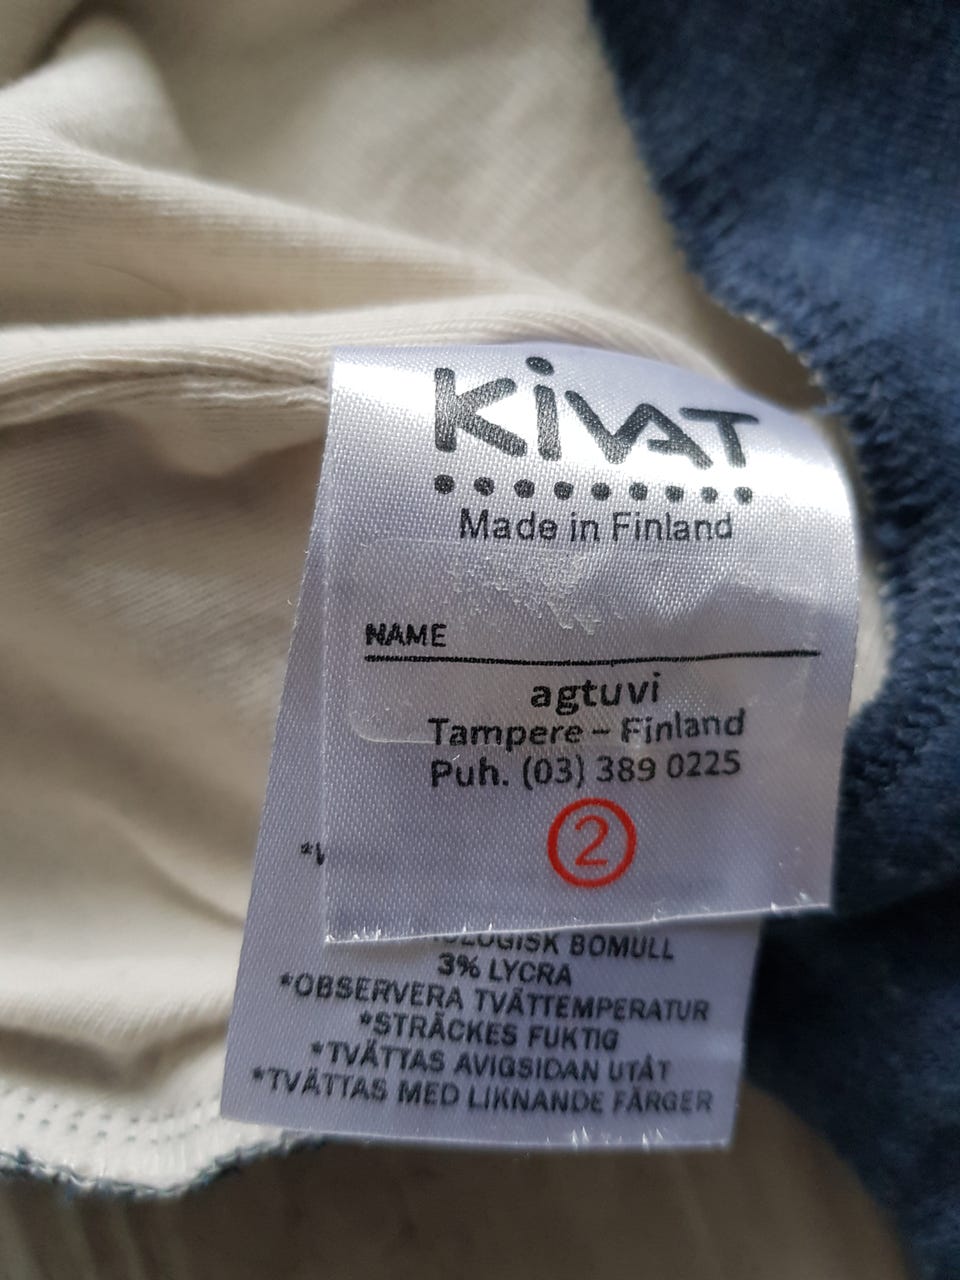 KiVAT
Made in Finland
NAME
agtuvi
Tampere – Finland
Puh. (03) 389 0225
2
BOMULL
3% LYCRA
*OBSERVERA TVÄTTEMPERATUR
*STRÄCKES FUKTIG
*TVÄTTAS AVIGSIDAN UTÅT
*TVÄTTAS MED LIKNANDE FÄRGER